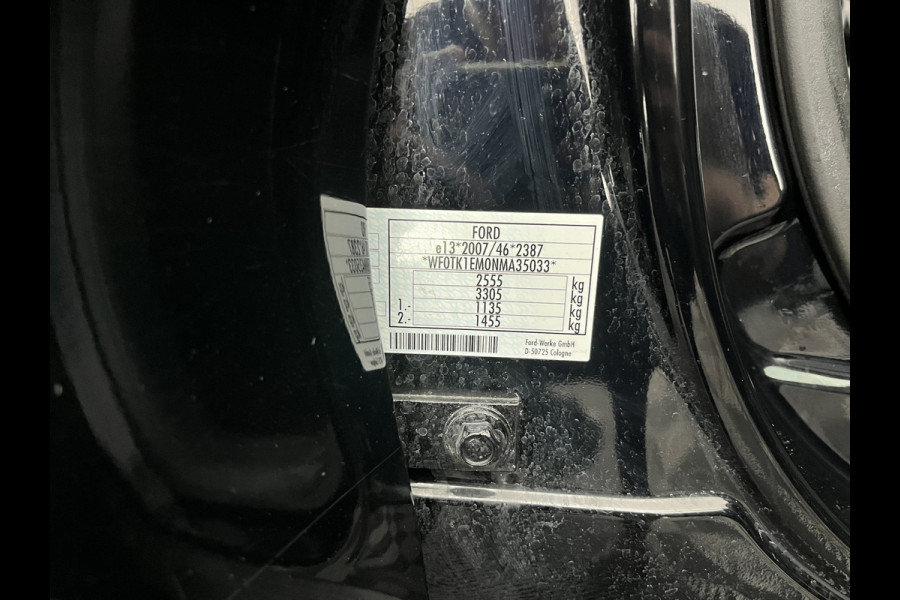 FORD
e13*2007/46*2387
*WF0TK1EM0NMA35033*
2555 kg
3305 kg
1.- 1135 kg
2.- 1455 kg
Ford-Werke GmbH
D-50725 Cologne